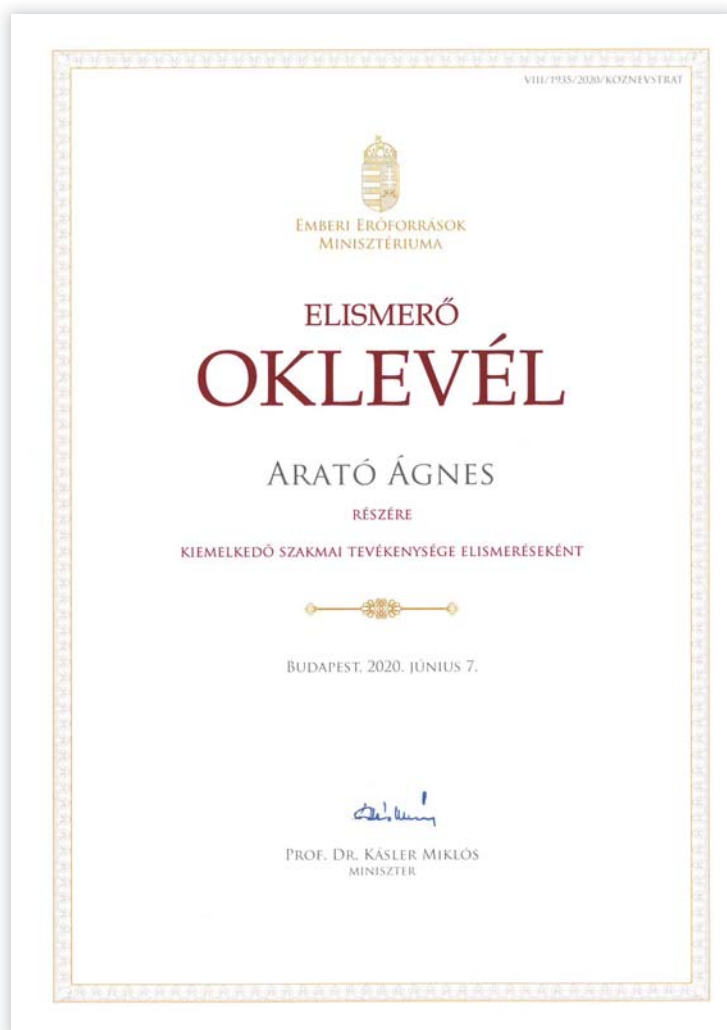 VIII/1935/2020/KOZNEVSTRAT
Emberi Erőforrások
Minisztériuma
ELISMERŐ
OKLEVÉL
Arató Ágnes
RÉSZÉRE
KIEMELKEDŐ SZAKMAI TEVÉKENYSÉGE ELISMERÉSEKÉNT
Budapest, 2020. június 7.
Prof. Dr. Kásler Miklós
MINISZTER